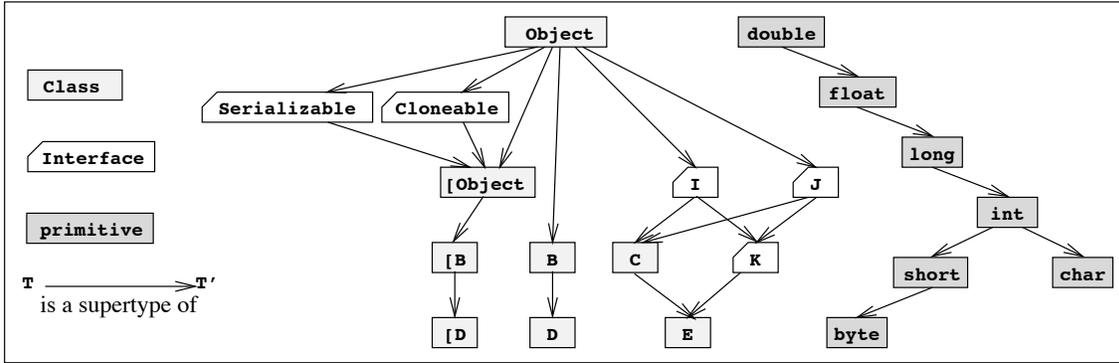 Object
double
Class
float
Serializable
Cloneable
long
Interface
[Object
I
J
int
primitive
[B
B
C
K
short
char
T
T'
is a supertype of
[D
D
E
byte